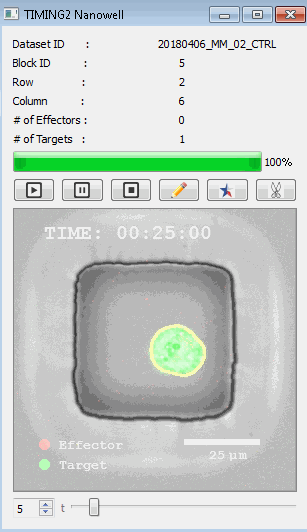 TIMING2 Nanowell
Dataset ID : 20180406_MM_02_CTRL
Block ID : 5
Row : 2
Column : 6
# of Effectors : 0
# of Targets : 1
100%
TIME: 00:25:00
Effector
Target
25 μm
5 t